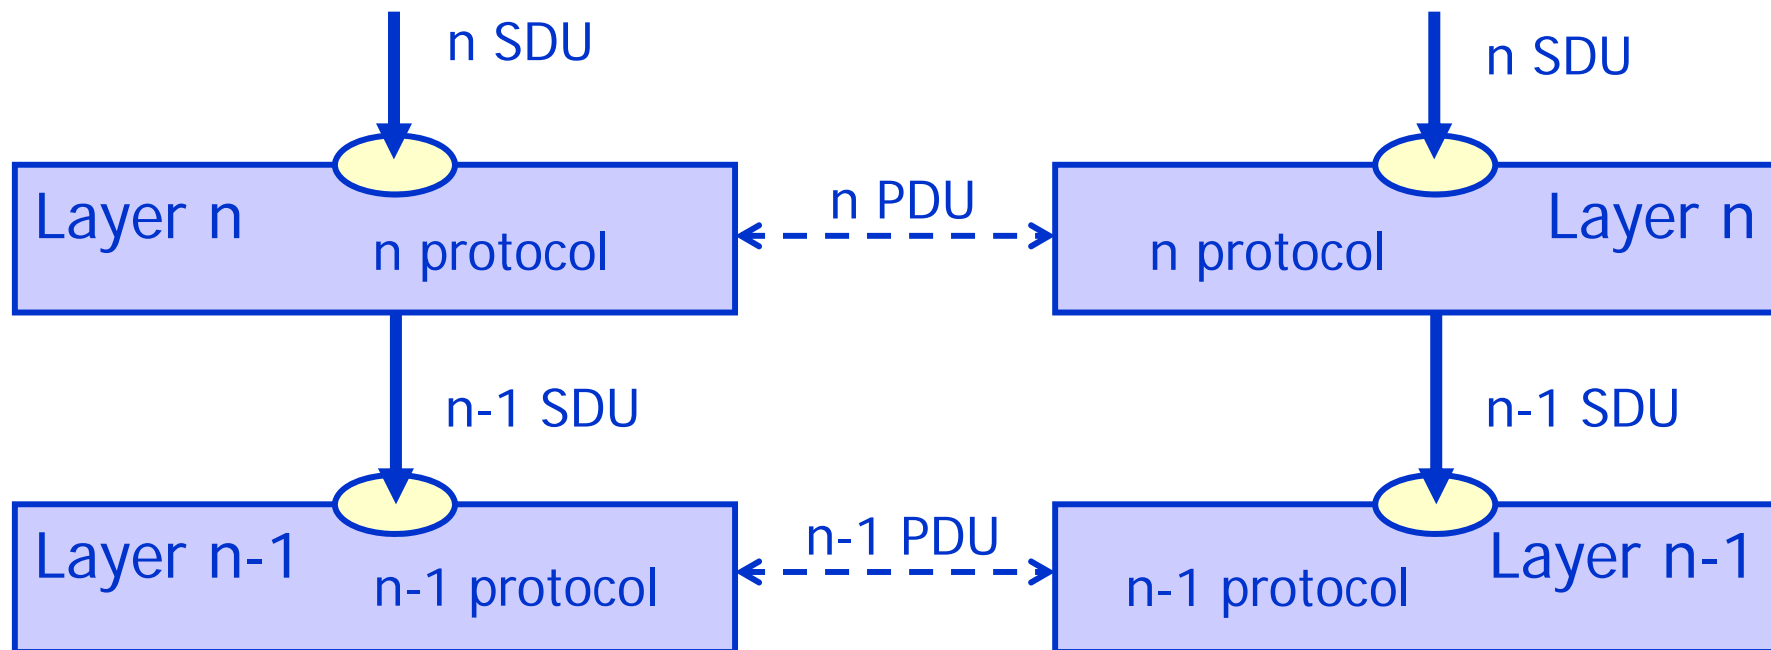 n SDU
n SDU
Layer n
n protocol
n PDU
n protocol
Layer n
n-1 SDU
n-1 SDU
Layer n-1
n-1 protocol
n-1 PDU
n-1 protocol
Layer n-1